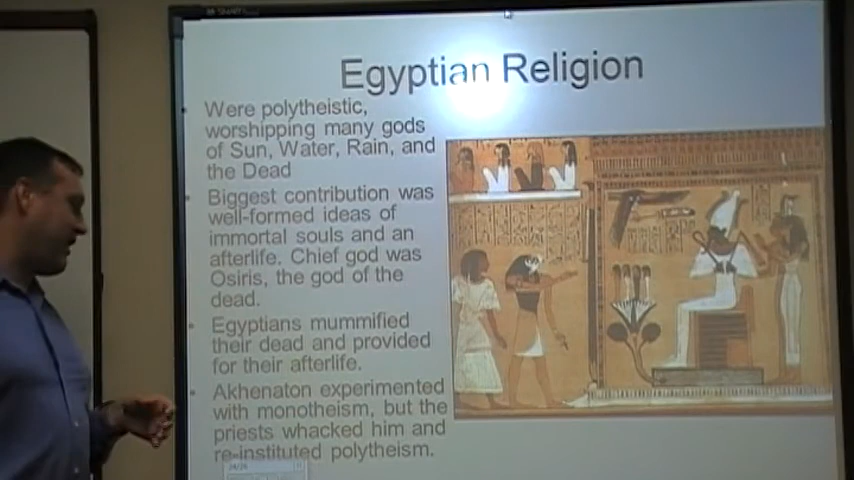 Egyptian Religion
Were polytheistic,
worshipping many gods
of Sun, Water, Rain, and
the Dead
Biggest contribution was
well-formed ideas of
immortal souls and an
afterlife. Chief god was
Osiris, the god of the
dead.
Egyptians mummified
their dead and provided
for their afterlife.
Akhenaton experimented
with monotheism, but the
priests whacked him and
re-instituted polytheism.